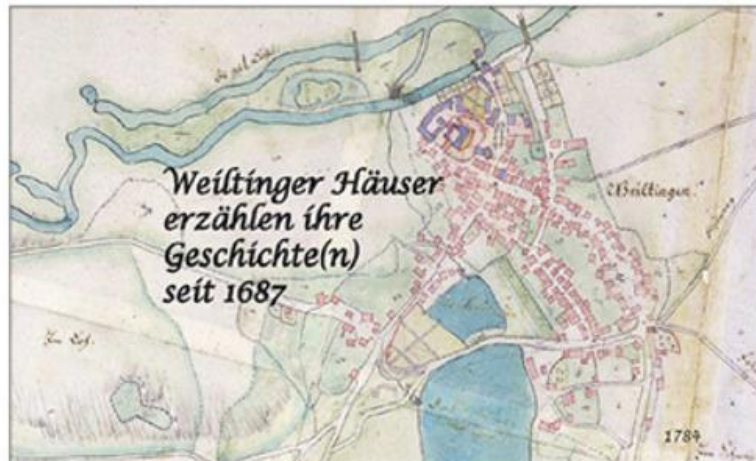 Weiltinger Häuser
erzählen ihre
Geschichte(n)
seit 1687
Weiltingen.
1784